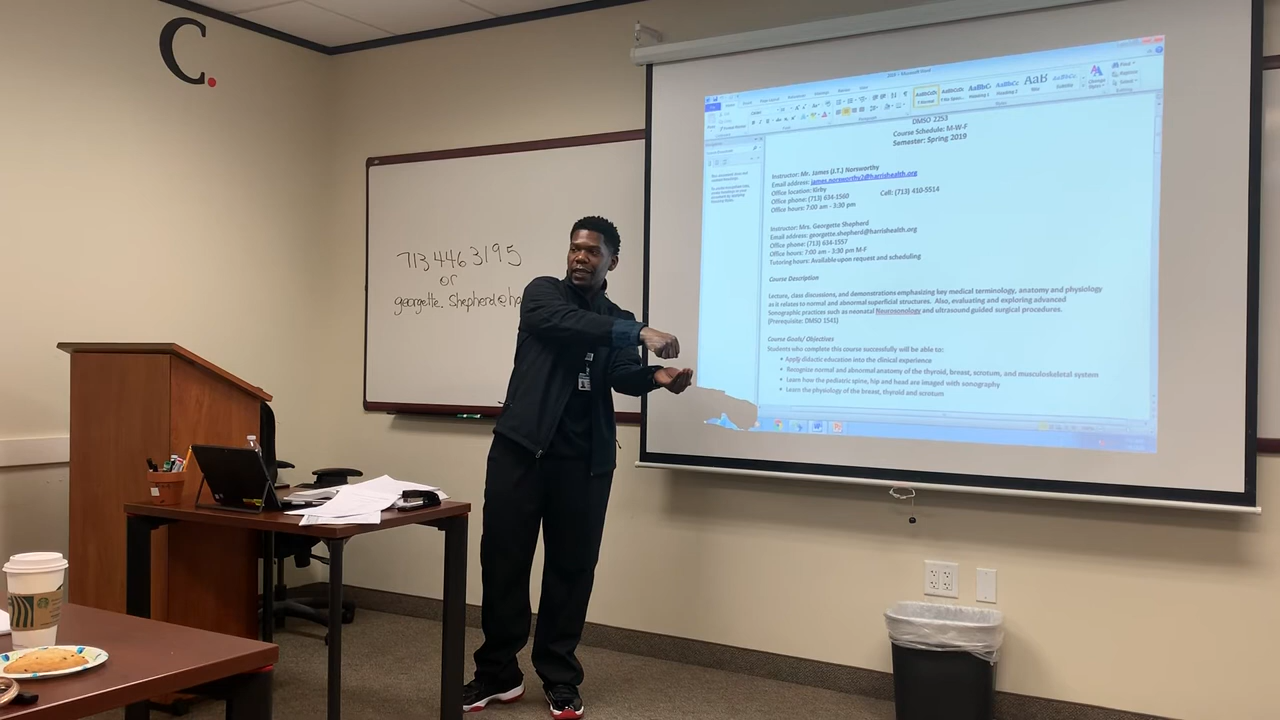 C.
713 446 3195
or
georgette.shepherd@ha
2019 - Microsoft Word
DMSO 2253
Course Schedule: M-W-F
Semester: Spring 2019
Instructor: Mr. James (J.T.) Norsworthy
Email address: james.norsworthy2@harrishealth.org
Office location: Kirby
Office phone: (713) 634-1560 Cell: (713) 410-5514
Office hours: 7:00 am - 3:30 pm
Instructor: Mrs. Georgette Shepherd
Email address: georgette.shepherd@harrishealth.org
Office phone: (713) 634-1557
Office hours: 7:00 am - 3:30 pm M-F
Tutoring hours: Available upon request and scheduling
Course Description
Lecture, class discussions, and demonstrations emphasizing key medical terminology, anatomy and physiology
as it relates to normal and abnormal superficial structures. Also, evaluating and exploring advanced
Sonographic practices such as neonatal Neurosonology and ultrasound guided surgical procedures.
(Prerequisite: DMSO 1541)
Course Goals/ Objectives
Students who complete this course successfully will be able to:
• Apply didactic education into the clinical experience
• Recognize normal and abnormal anatomy of the thyroid, breast, scrotum, and musculoskeletal system
• Learn how the pediatric spine, hip and head are imaged with sonography
• Learn the physiology of the breast, thyroid and scrotum